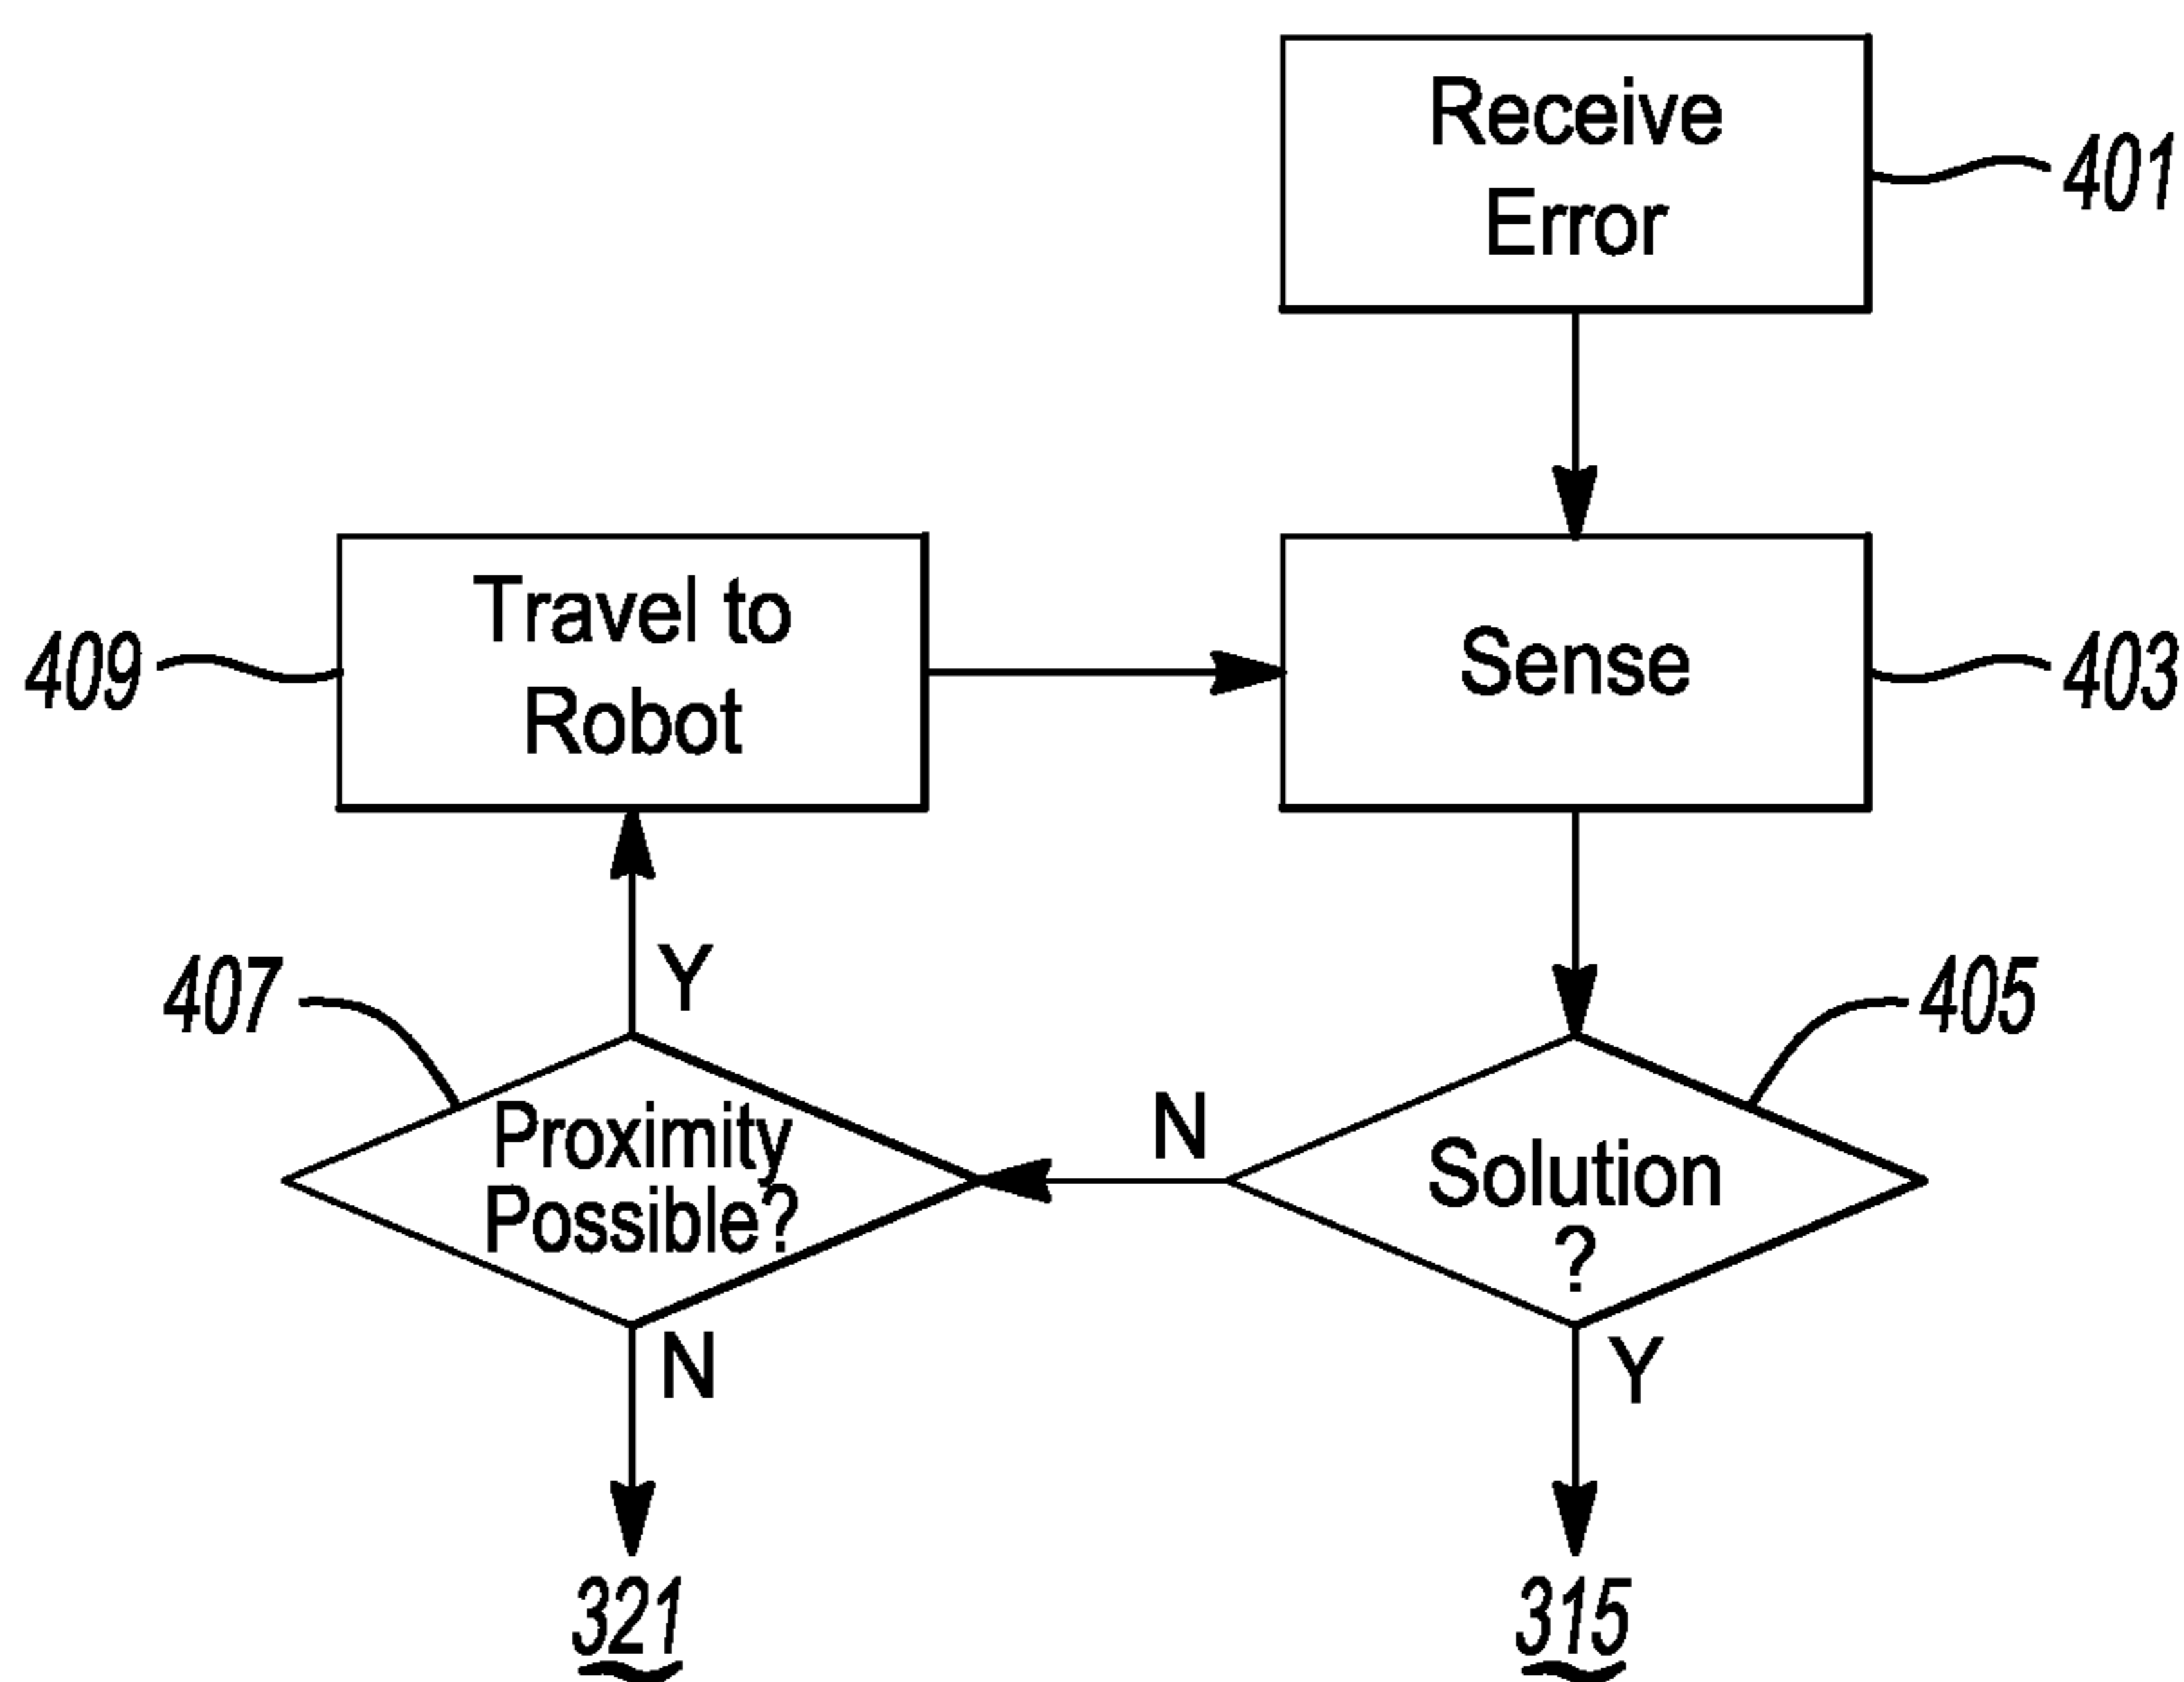 Receive
Error
401
Travel to
Robot
409
Sense
403
407
Y
Proximity
Possible?
N
405
Solution
?
N
Y
321
315